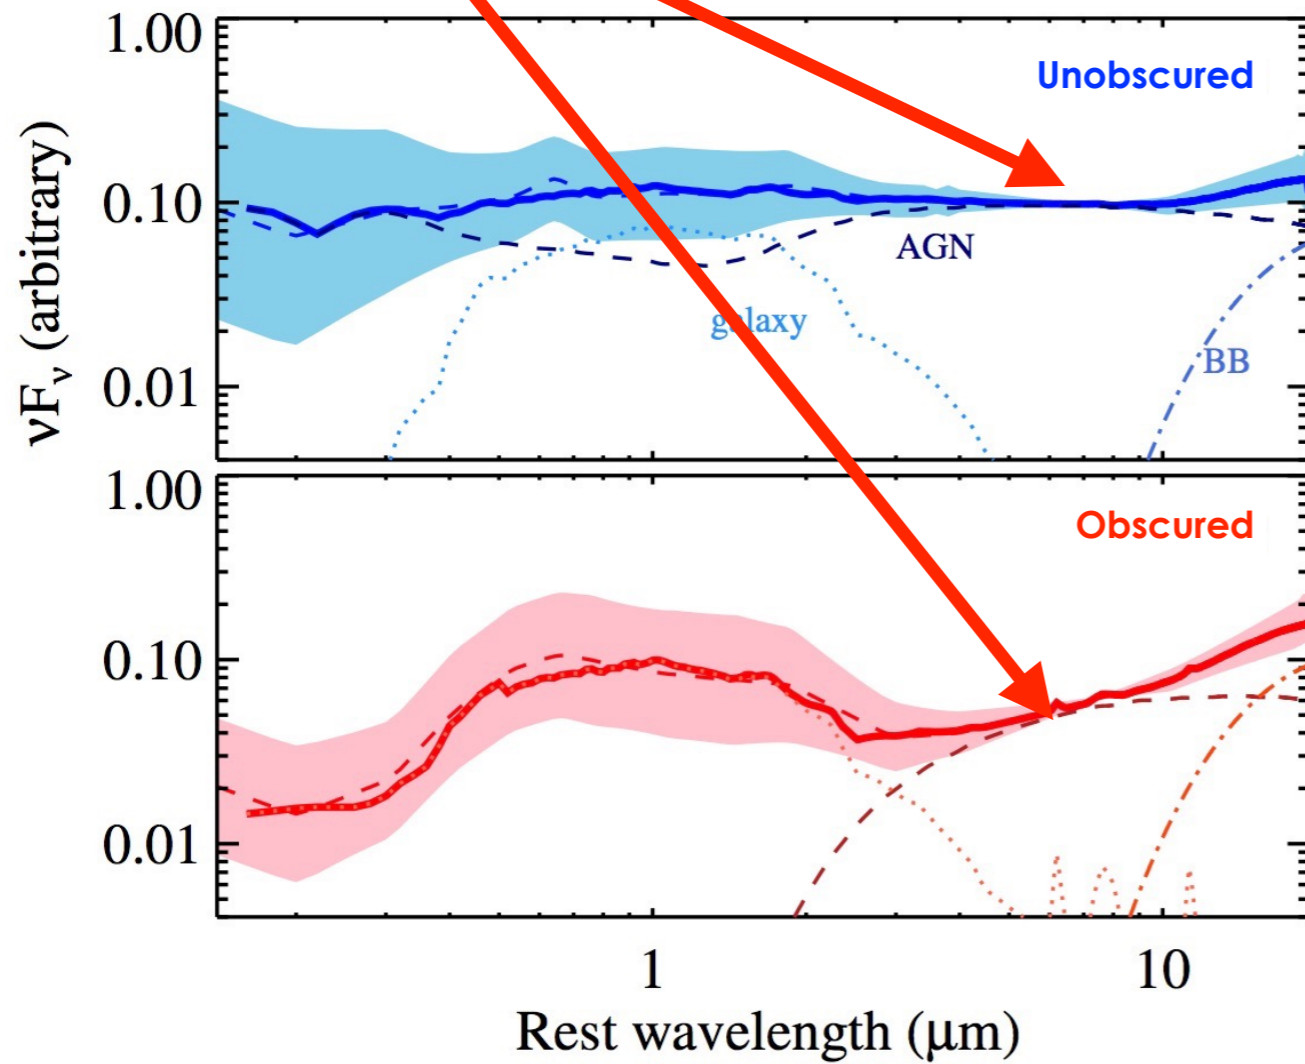 1.00
Unobscured
0.10
AGN
galaxy
BB
0.01
νFν (arbitrary)
1.00
Obscured
0.10
0.01
1
10
Rest wavelength (μm)